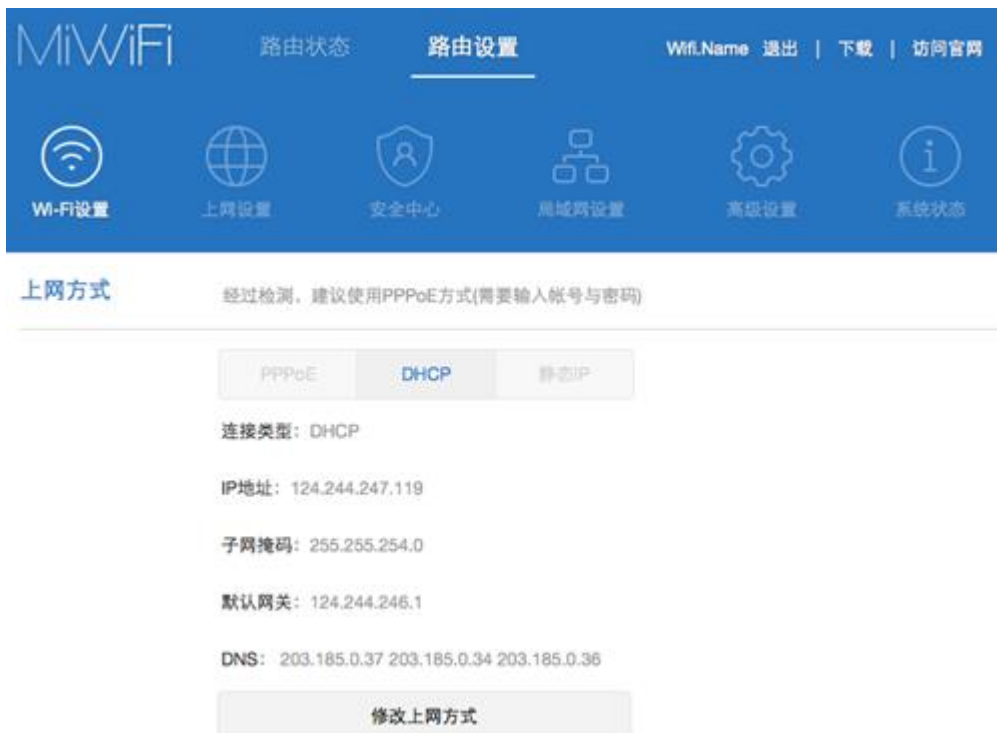 MiWiFi 路由状态 路由设置 Wifi.Name 退出 | 下载 | 访问官网
Wi-Fi设置 上网设置 安全中心 局域网设置 高级设置 系统状态
上网方式 经过检测，建议使用PPPoE方式(需要输入帐号与密码)
PPPoE DHCP 静态IP
连接类型：DHCP
IP地址：124.244.247.119
子网掩码：255.255.254.0
默认网关：124.244.246.1
DNS： 203.185.0.37 203.185.0.34 203.185.0.36
修改上网方式